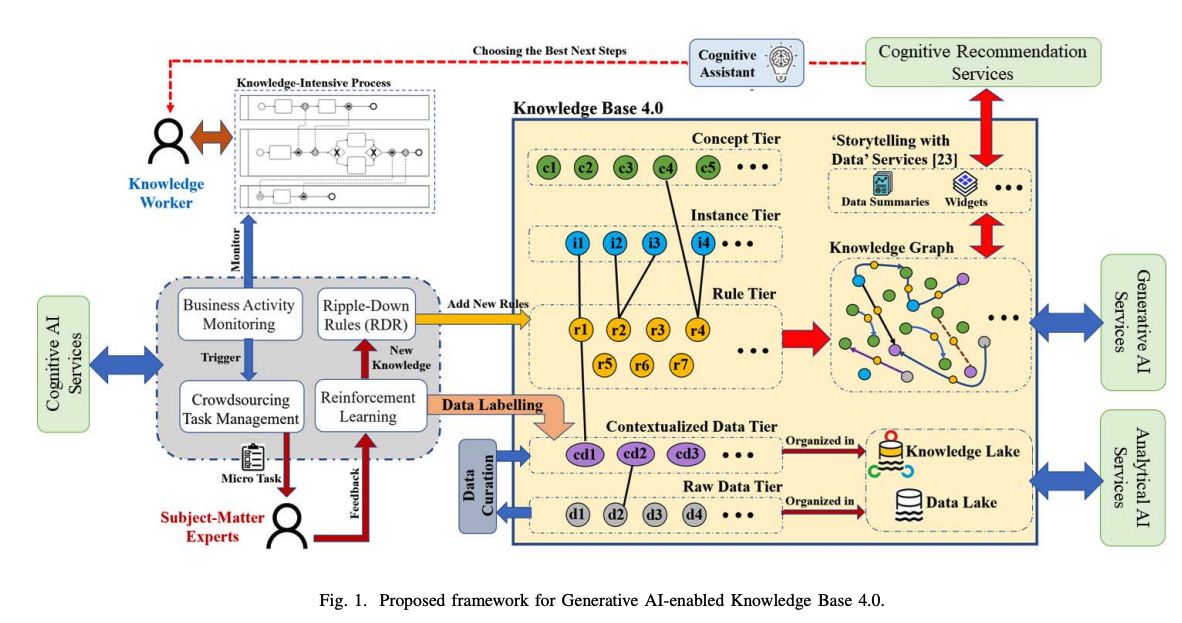 Choosing the Best Next Steps
Cognitive
Assistant
Cognitive Recommendation
Services
Knowledge-Intensive Process
Knowledge
Worker
Monitor
Business Activity
Monitoring
Ripple-Down
Rules (RDR)
Add New Rules
Trigger
New
Knowledge
Crowdsourcing
Task Management
Reinforcement
Learning
Data Labelling
Cognitive AI
Services
Micro Task
Feedback
Subject-Matter
Experts
Data
Curation
Knowledge Base 4.0
Concept Tier
c1 c2 c3 c4 c5
Instance Tier
i1 i2 i3 i4
Rule Tier
r1 r2 r3 r4
r5 r6 r7
Contextualized Data Tier
cd1 cd2 cd3
Raw Data Tier
d1 d2 d3 d4
‘Storytelling with
Data’ Services [23]
Data Summaries Widgets
Knowledge Graph
Organized in
Knowledge Lake
Organized in
Data Lake
Generative AI
Services
Analytical AI
Services
Fig. 1. Proposed framework for Generative AI-enabled Knowledge Base 4.0.